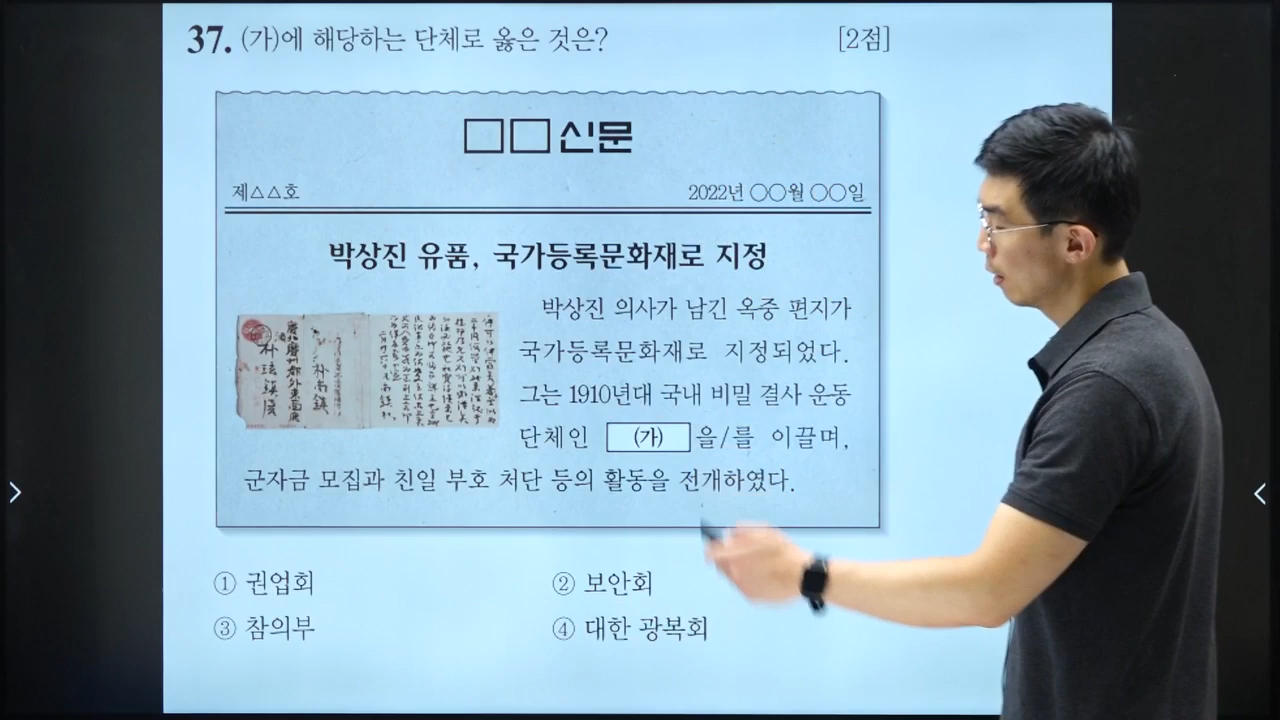 37. (가)에 해당하는 단체로 옳은 것은? [2점]
□□신문
제△△호 2022년 ○○월 ○○일
박상진 유품, 국가등록문화재로 지정
박상진 의사가 남긴 옥중 편지가
국가등록문화재로 지정되었다.
그는 1910년대 국내 비밀 결사 운동
단체인 (가) 을/를 이끌며,
군자금 모집과 친일 부호 처단 등의 활동을 전개하였다.
① 권업회 ② 보안회
③ 참의부 ④ 대한 광복회